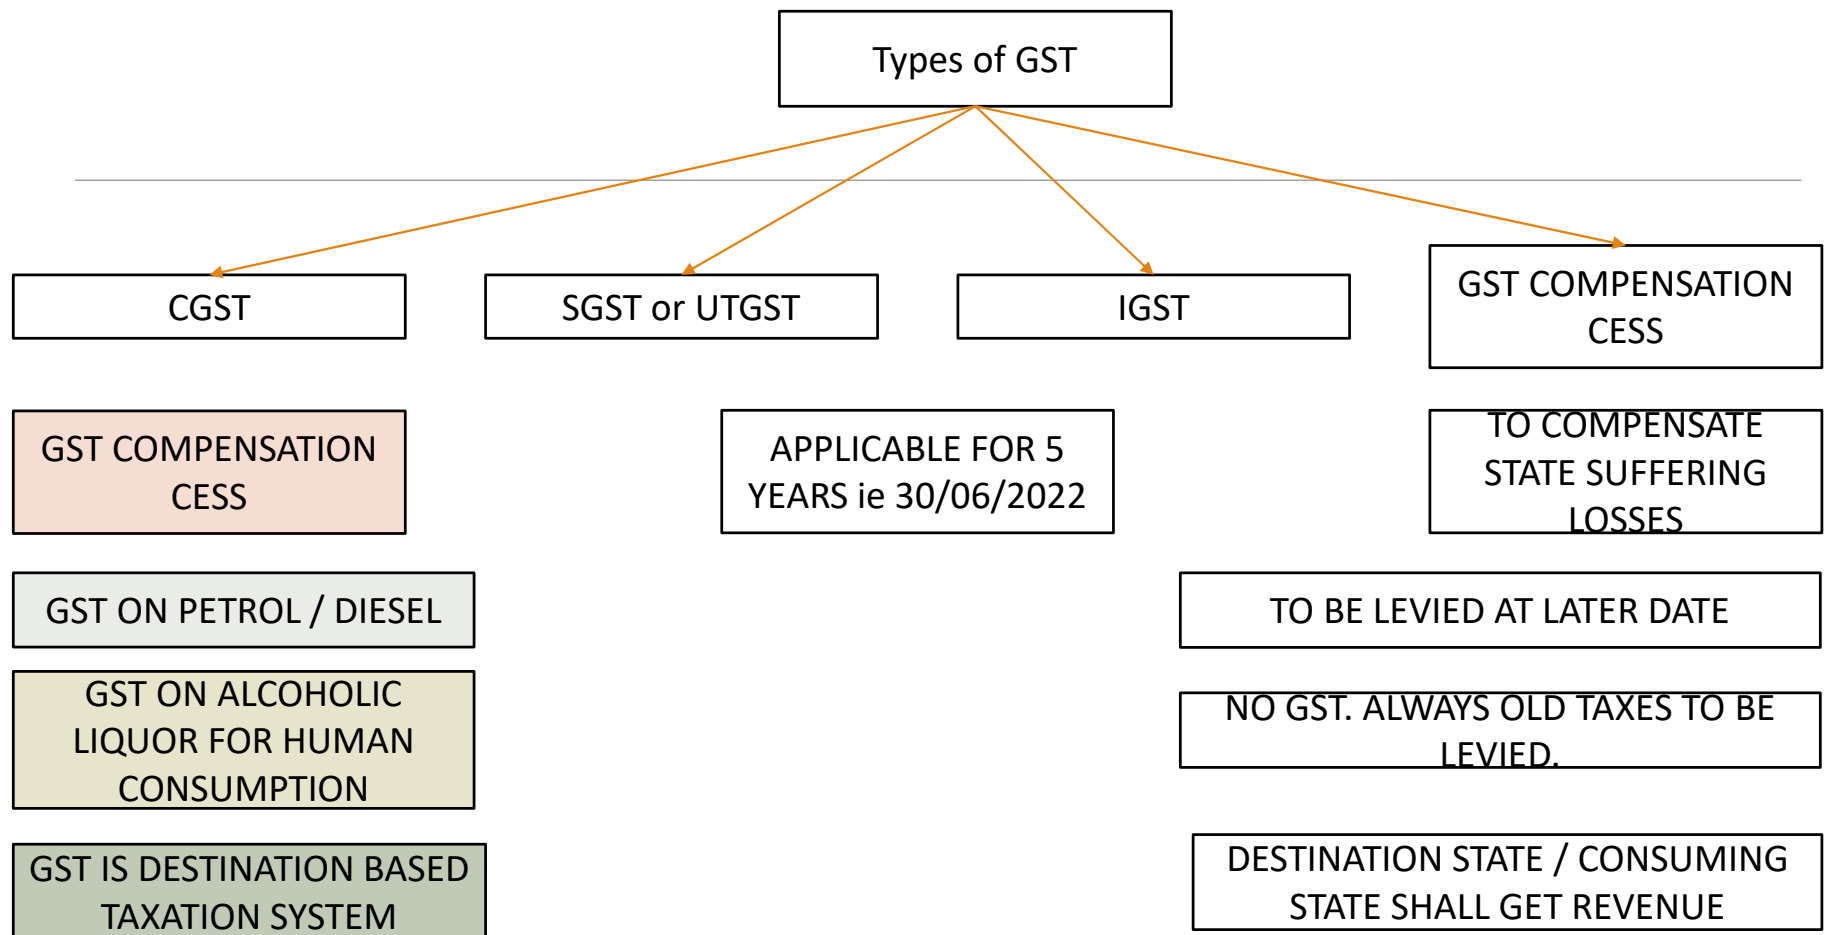 Types of GST
CGST
SGST or UTGST
IGST
GST COMPENSATION
CESS
GST COMPENSATION
CESS
APPLICABLE FOR 5
YEARS ie 30/06/2022
TO COMPENSATE
STATE SUFFERING
LOSSES
GST ON PETROL / DIESEL
TO BE LEVIED AT LATER DATE
GST ON ALCOHOLIC
LIQUOR FOR HUMAN
CONSUMPTION
NO GST. ALWAYS OLD TAXES TO BE
LEVIED.
GST IS DESTINATION BASED
TAXATION SYSTEM
DESTINATION STATE / CONSUMING
STATE SHALL GET REVENUE